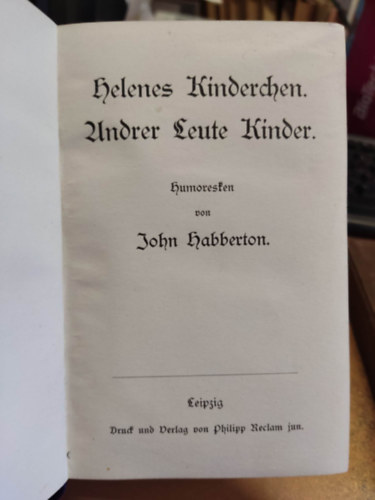 Helenes Kinderchen.
Andrer Leute Kinder.
Humoresken
von
John Habberton.
Leipzig
Druck und Verlag von Philipp Reclam jun.